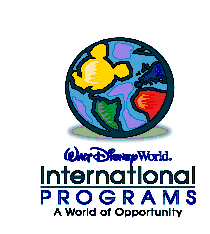 Walt Disney World.
International
PROGRAMS
A World of Opportunity